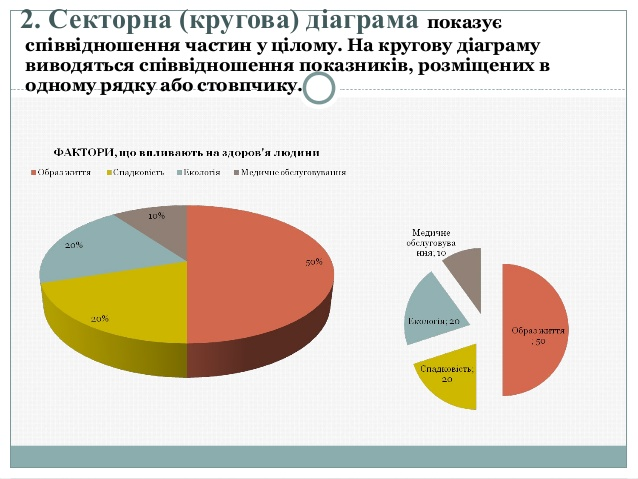 2. Секторна (кругова) діаграма показує
співвідношення частин у цілому. На кругову діаграму
виводяться співвідношення показників, розміщених в
одному рядку або стовпчику.
ФАКТОРИ, що впливають на здоров'я людини
Образ життя Спадковість Екологія Медичне обслуговування
10%
20%
50%
20%
Медичне
обслуговува
ння; 10
Екологія; 20
Образ життя
; 50
Спадковість;
20